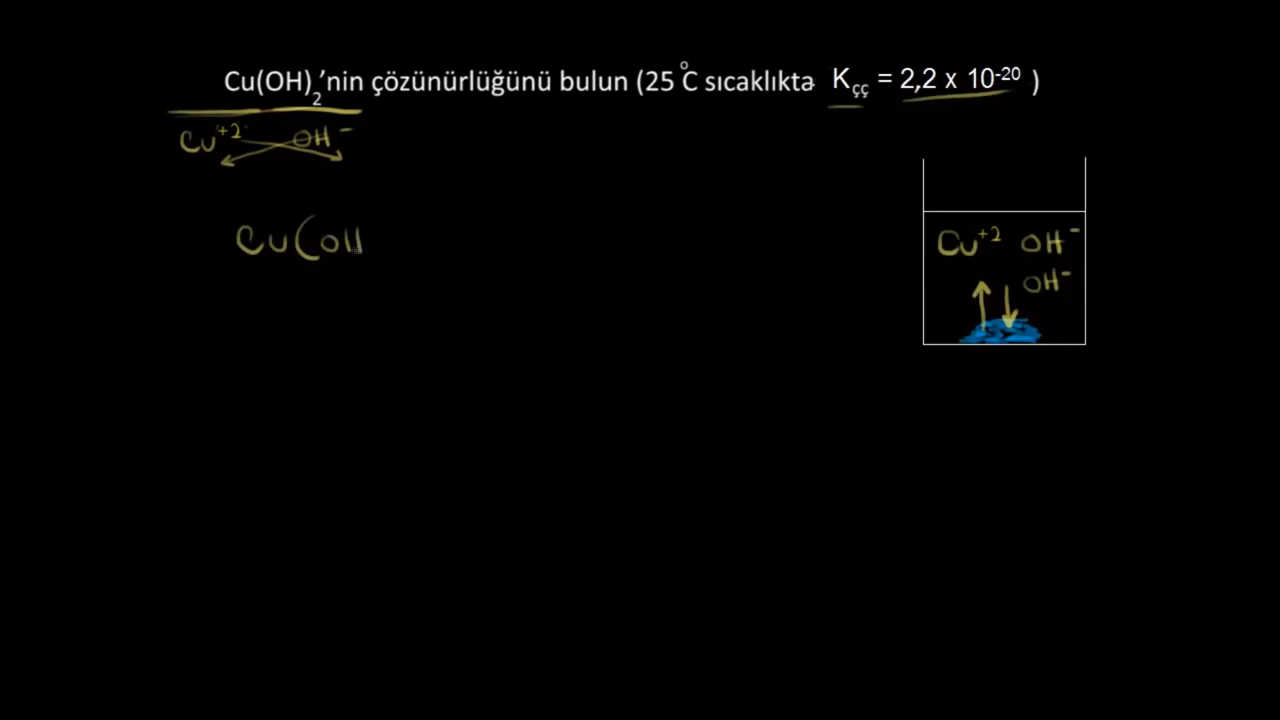 Cu(OH)₂'nin çözünürlüğünü bulun (25 °C sıcaklıkta Kçç = 2,2 x 10⁻²⁰ )
Cu⁺² OH⁻
Cu(OH
Cu⁺² OH⁻
OH⁻